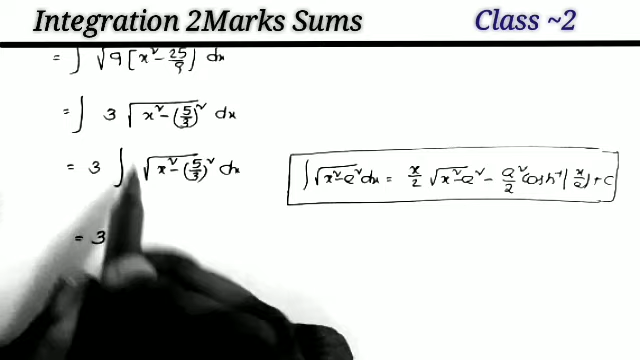 Integration 2Marks Sums Class ~2
= ∫ √9 [x² - 25/9] dx
= ∫ 3 √x² - (5/3)² dx
= 3 ∫ √x² - (5/3)² dx
∫ √x²-a² dx = x/2 √x²-a² - a²/2 cosh⁻¹(x/a) + c
= 3